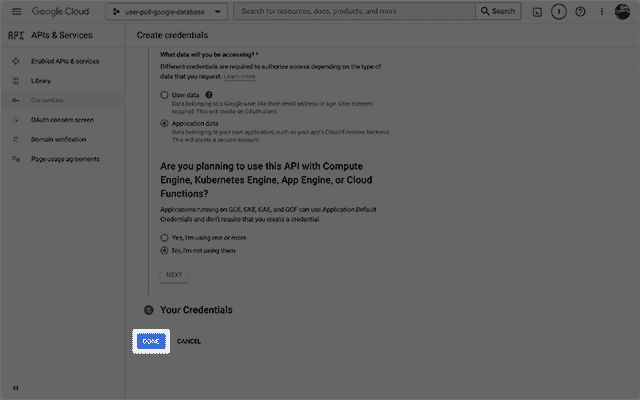 Google Cloud
user-poll-google-database
Search for resources, docs, products, and more
Search
1
API APIs & Services
Create credentials
Enabled APIs & services
Library
Credentials
OAuth consent screen
Domain verification
Page usage agreements
What data will you be accessing? *
Different credentials are required to authorize access depending on the type of
data that you request. Learn more
User data
Data belonging to a Google user, like their email address or age. User consent
required. This will create an OAuth client.
Application data
Data belonging to your own application, such as your app's Cloud Firestore backend.
This will create a service account.
Are you planning to use this API with Compute
Engine, Kubernetes Engine, App Engine, or Cloud
Functions?
Applications running on GCE, GKE, GAE, and GCF can use Application Default
Credentials and don't require that you create a credential.
Yes, I'm using one or more
No, I'm not using them
NEXT
2 Your Credentials
DONE
CANCEL